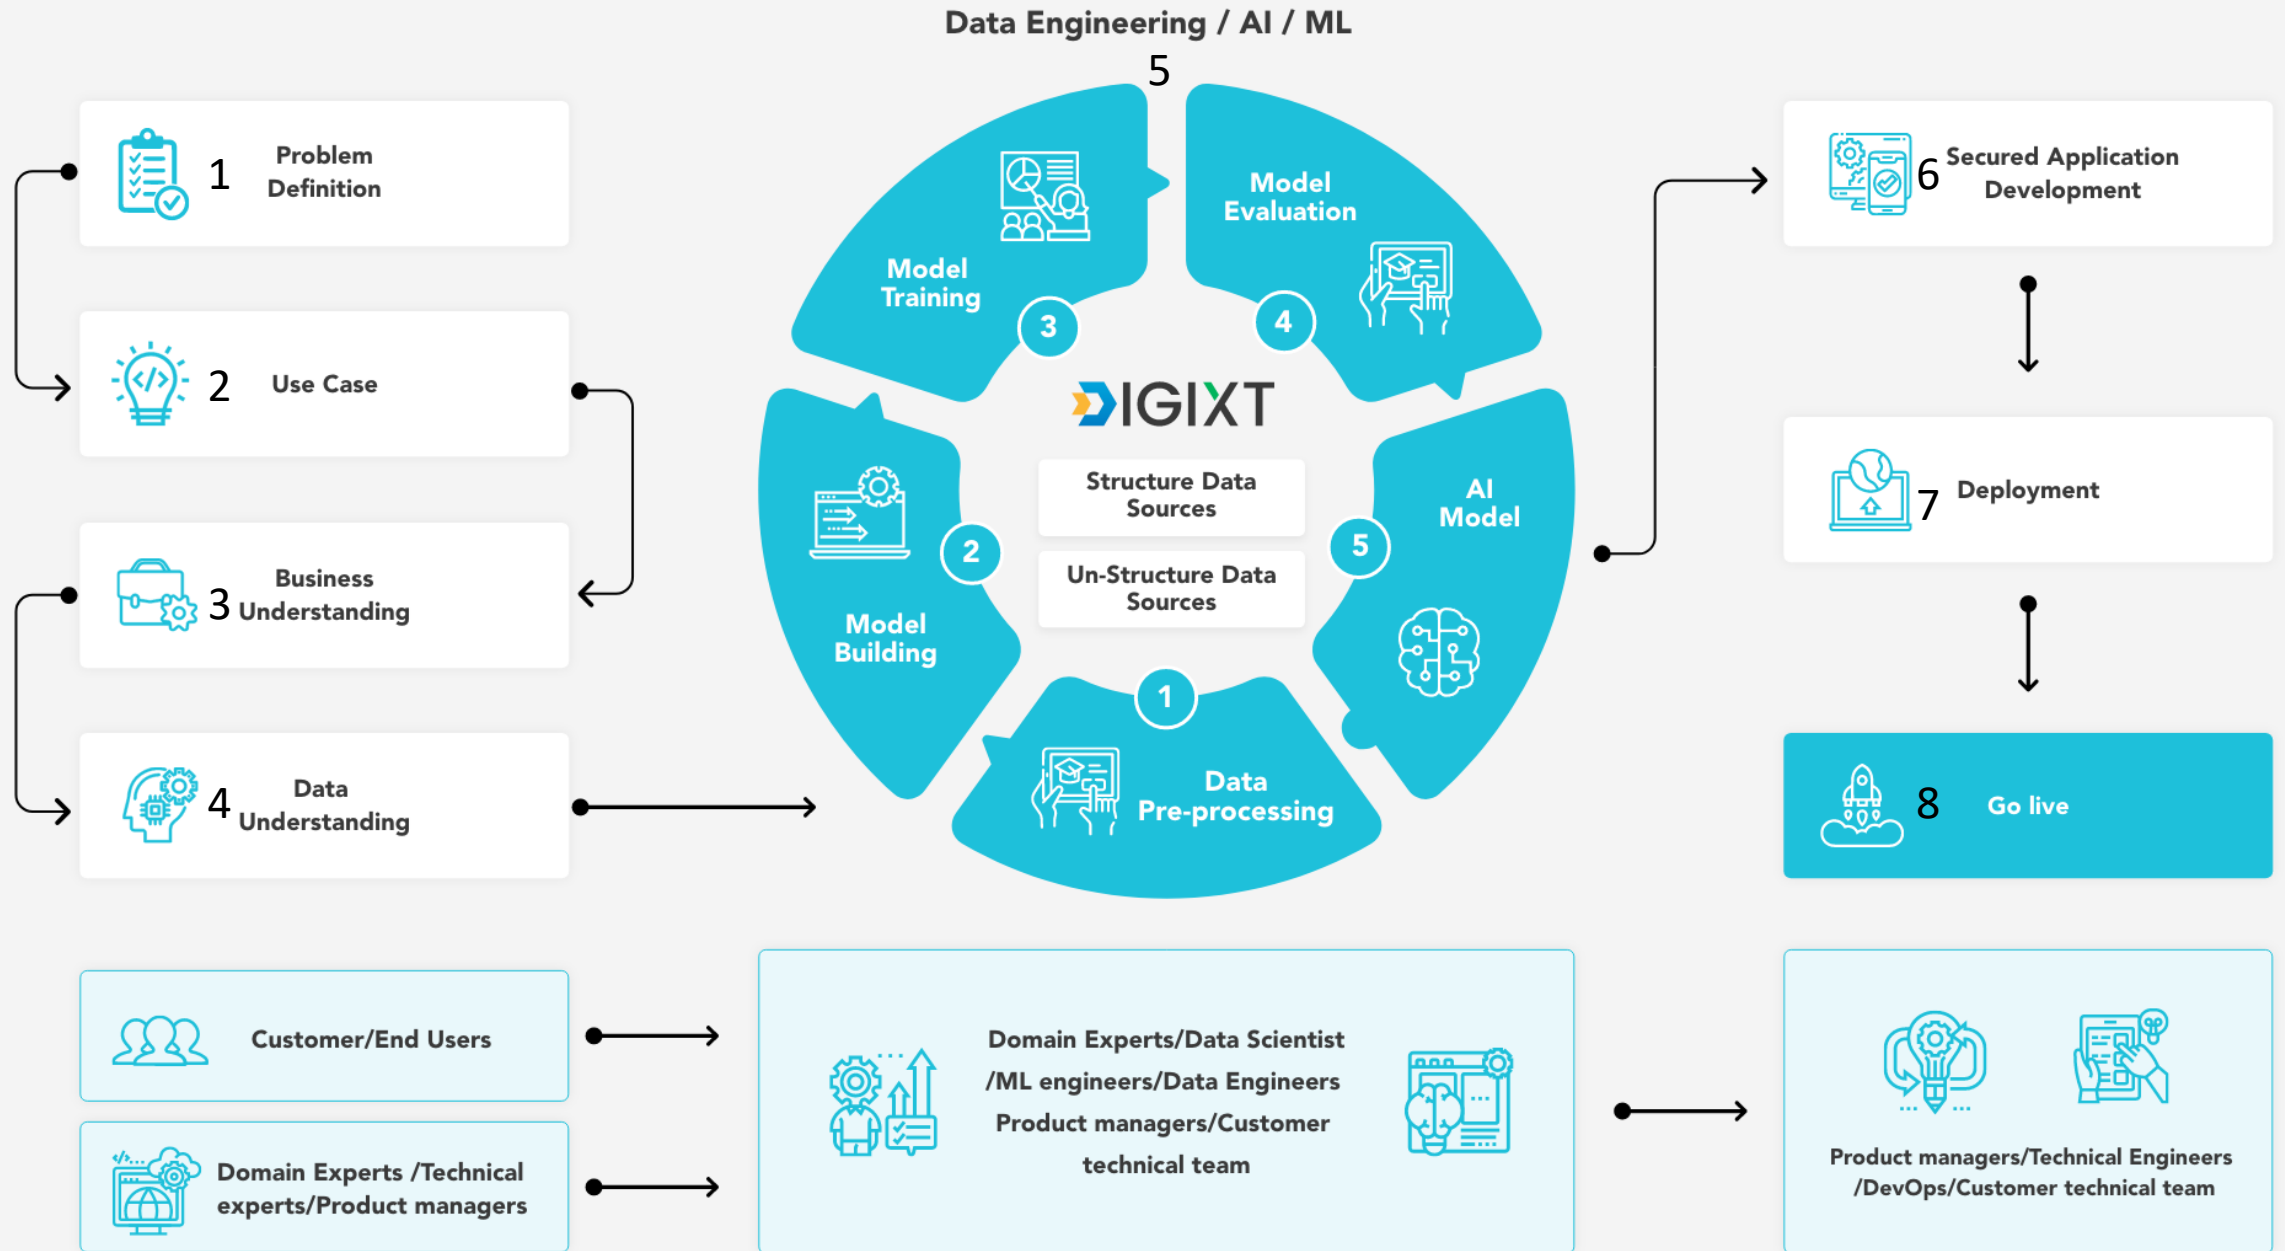 Data Engineering / AI / ML
5
1
Problem
Definition
2
Use Case
3
Business
Understanding
4
Data
Understanding
Model
Training
3
Model
Evaluation
4
DIGIXT
Structure Data
Sources
Un-Structure Data
Sources
2
Model
Building
AI
Model
5
1
Data
Pre-processing
6
Secured Application
Development
7
Deployment
8
Go live
Customer/End Users
Domain Experts /Technical
experts/Product managers
Domain Experts/Data Scientist
/ML engineers/Data Engineers
Product managers/Customer
technical team
Product managers/Technical Engineers
/DevOps/Customer technical team